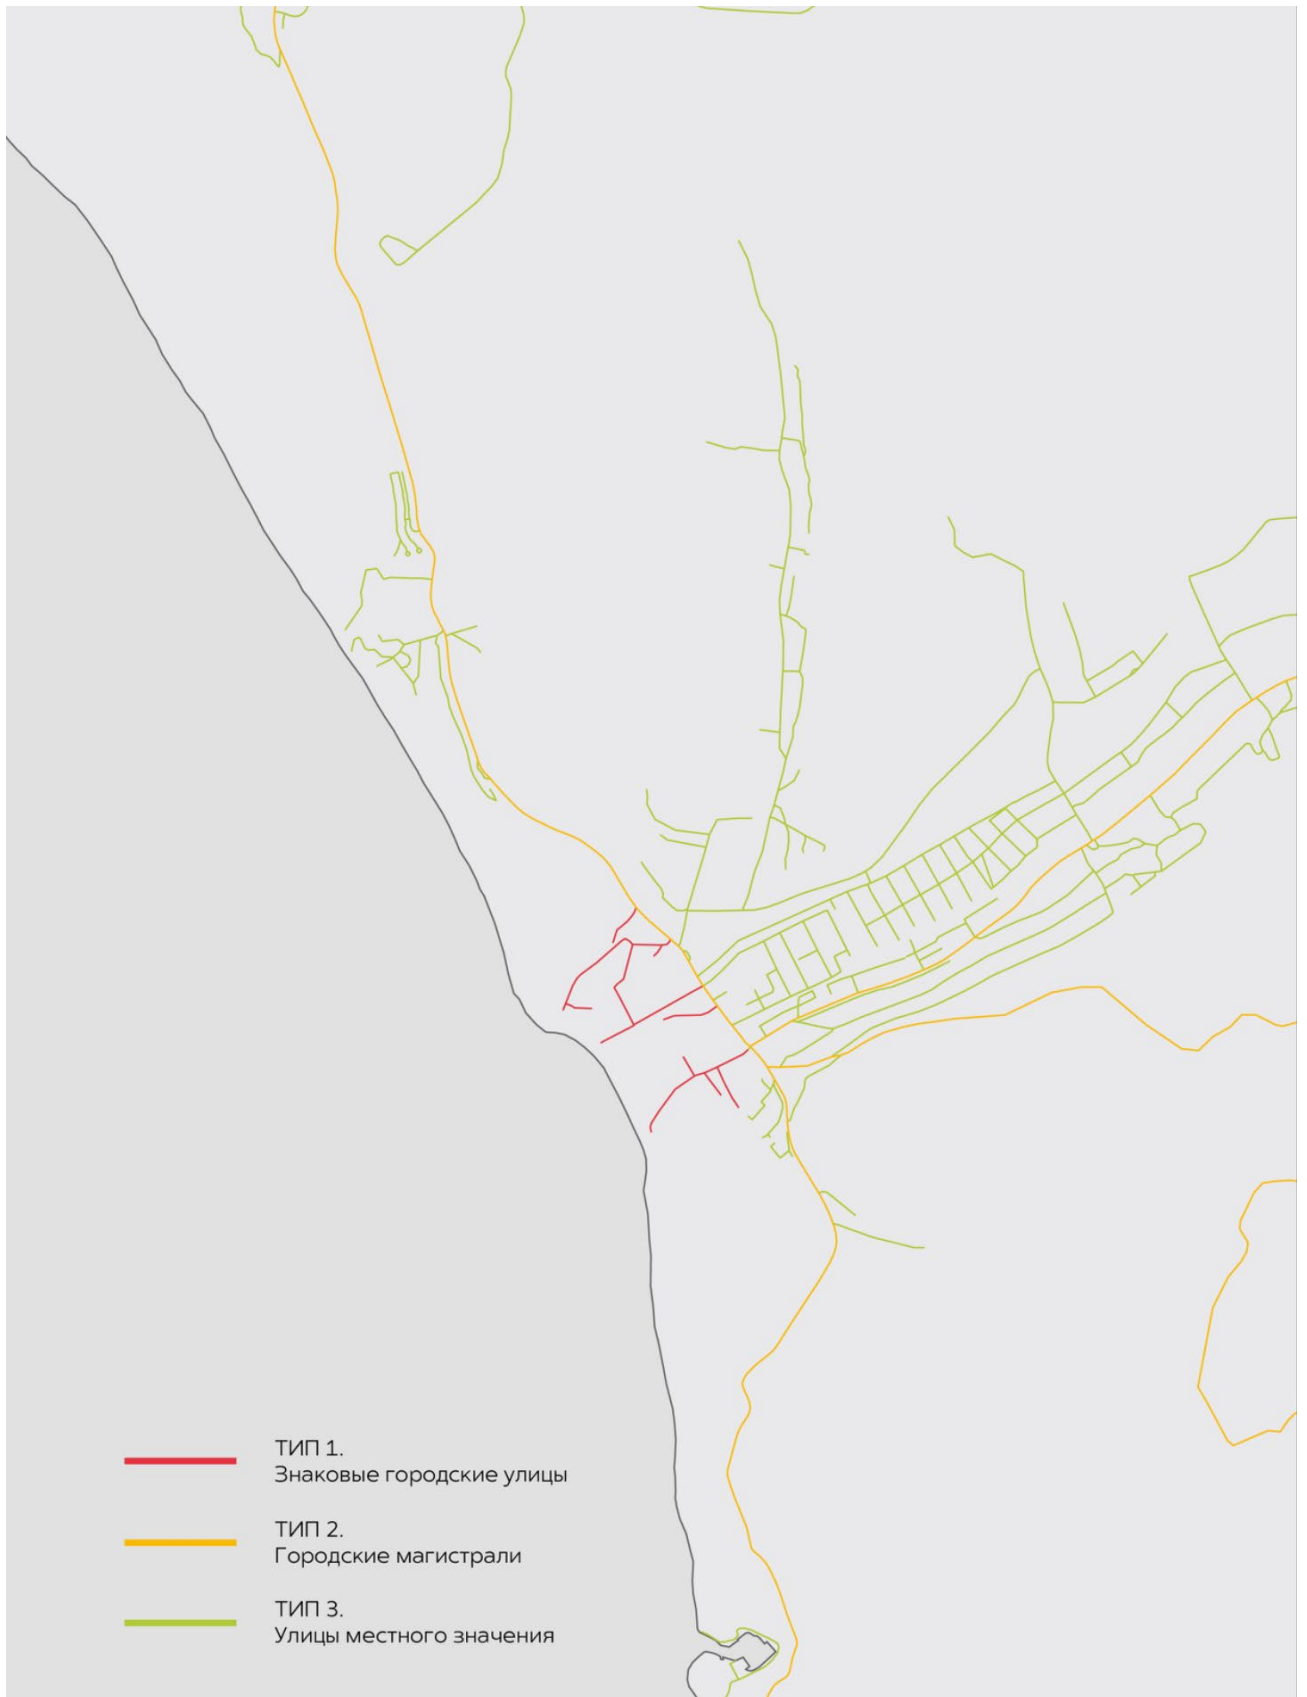 ТИП 1.
Знаковые городские улицы
ТИП 2.
Городские магистрали
ТИП 3.
Улицы местного значения